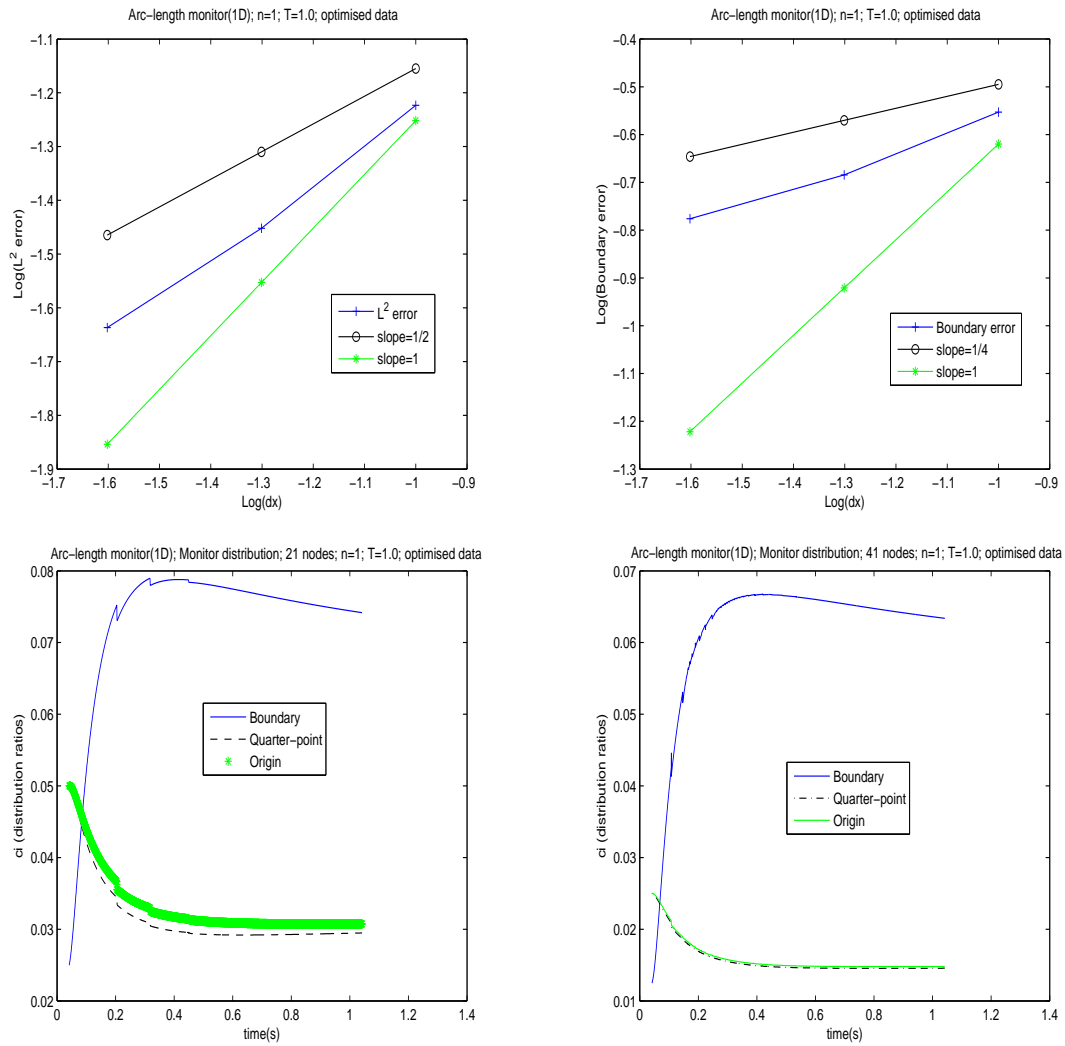 Arc-length monitor(1D); n=1; T=1.0; optimised data
-1.1
-1.2
-1.3
-1.4
-1.5
-1.6
-1.7
-1.8
-1.9
Log(L² error)
L² error
slope=1/2
slope=1
-1.7 -1.6 -1.5 -1.4 -1.3 -1.2 -1.1 -1 -0.9
Log(dx)
Arc-length monitor(1D); n=1; T=1.0; optimised data
-0.4
-0.5
-0.6
-0.7
-0.8
-0.9
-1
-1.1
-1.2
-1.3
Log(Boundary error)
Boundary error
slope=1/4
slope=1
-1.7 -1.6 -1.5 -1.4 -1.3 -1.2 -1.1 -1 -0.9
Log(dx)
Arc-length monitor(1D); Monitor distribution; 21 nodes; n=1; T=1.0; optimised data
0.08
0.07
0.06
0.05
0.04
0.03
0.02
ci (distribution ratios)
Boundary
Quarter-point
Origin
0 0.2 0.4 0.6 0.8 1 1.2 1.4
time(s)
Arc-length monitor(1D); Monitor distribution; 41 nodes; n=1; T=1.0; optimised data
0.07
0.06
0.05
0.04
0.03
0.02
0.01
ci (distribution ratios)
Boundary
Quarter-point
Origin
0 0.2 0.4 0.6 0.8 1 1.2 1.4
time(s)